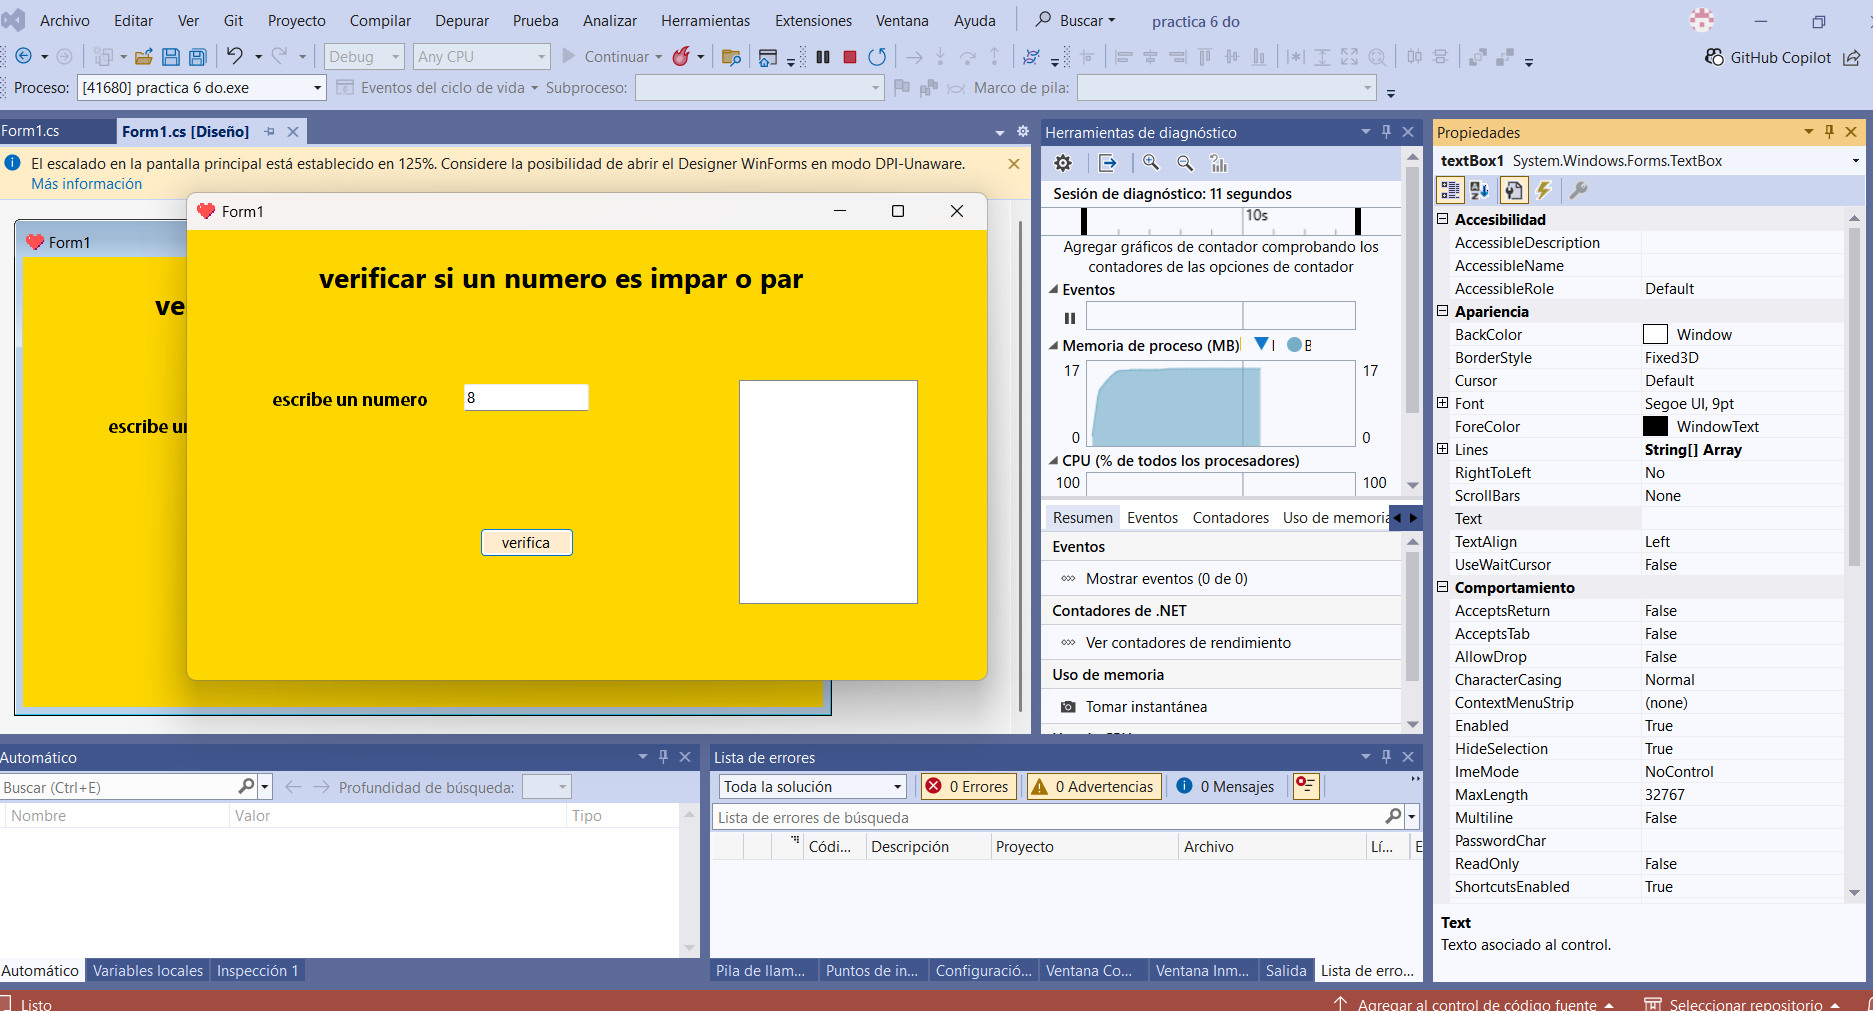 Archivo Editar Ver Git Proyecto Compilar Depurar Prueba Analizar Herramientas Extensiones Ventana Ayuda Buscar practica 6 do
Debug Any CPU Continuar GitHub Copilot
Proceso: [41680] practica 6 do.exe Eventos del ciclo de vida Subproceso: Marco de pila:
Form1.cs Form1.cs [Diseño]
El escalado en la pantalla principal está establecido en 125%. Considere la posibilidad de abrir el Designer WinForms en modo DPI-Unaware.
Más información
Form1
ve
escribe u
Form1
verificar si un numero es impar o par
escribe un numero 8
verifica
Herramientas de diagnóstico
Sesión de diagnóstico: 11 segundos
10s
Agregar gráficos de contador comprobando los
contadores de las opciones de contador
Eventos
Memoria de proceso (MB) I B
17 17
0 0
CPU (% de todos los procesadores)
100 100
Resumen Eventos Contadores Uso de memoria
Eventos
Mostrar eventos (0 de 0)
Contadores de .NET
Ver contadores de rendimiento
Uso de memoria
Tomar instantánea
Propiedades
textBox1 System.Windows.Forms.TextBox
Accesibilidad
AccessibleDescription
AccessibleName
AccessibleRole Default
Apariencia
BackColor Window
BorderStyle Fixed3D
Cursor Default
Font Segoe UI, 9pt
ForeColor WindowText
Lines String[] Array
RightToLeft No
ScrollBars None
Text
TextAlign Left
UseWaitCursor False
Comportamiento
AcceptsReturn False
AcceptsTab False
AllowDrop False
CharacterCasing Normal
ContextMenuStrip (none)
Enabled True
HideSelection True
ImeMode NoControl
MaxLength 32767
Multiline False
PasswordChar
ReadOnly False
ShortcutsEnabled True
Text
Texto asociado al control.
Automático
Buscar (Ctrl+E) Profundidad de búsqueda:
Nombre Valor Tipo
Automático Variables locales Inspección 1
Lista de errores
Toda la solución 0 Errores 0 Advertencias 0 Mensajes
Lista de errores de búsqueda
Códi... Descripción Proyecto Archivo Lí... E
Pila de llam... Puntos de in... Configuració... Ventana Co... Ventana Inm... Salida Lista de erro...
Listo Agregar al control de código fuente Seleccionar repositorio